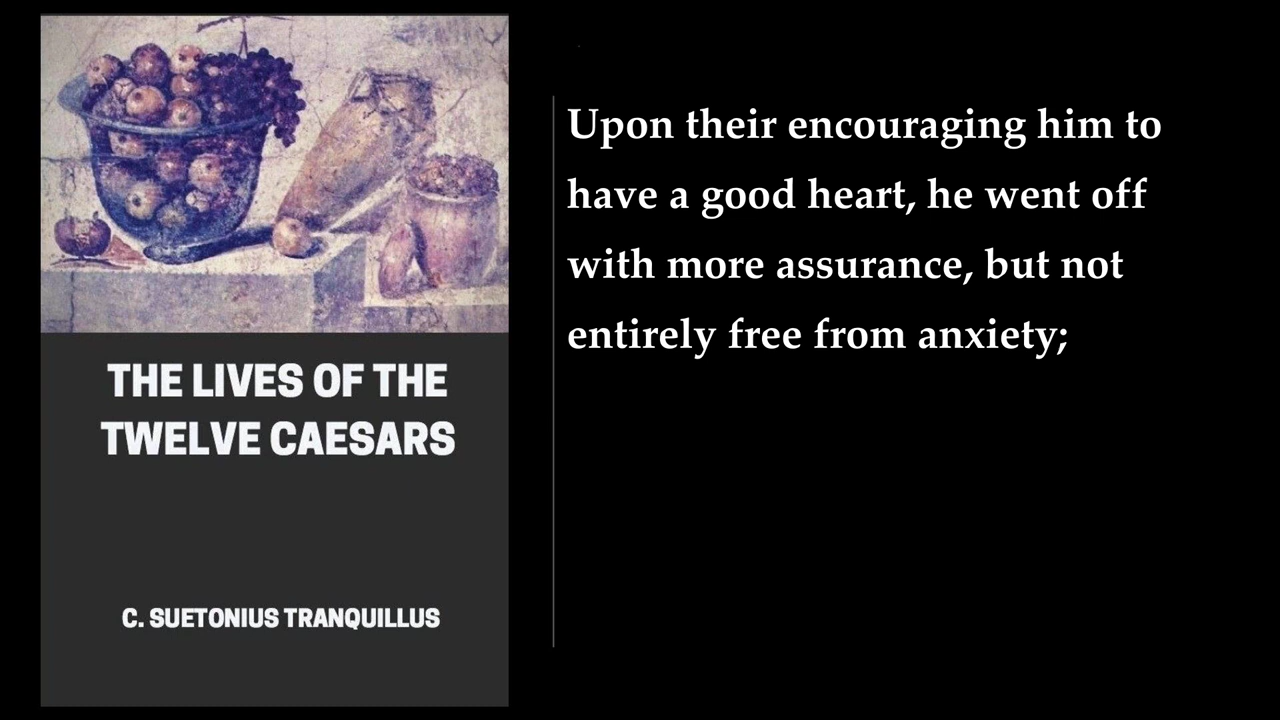 THE LIVES OF THE
TWELVE CAESARS
C. SUETONIUS TRANQUILLUS
Upon their encouraging him to
have a good heart, he went off
with more assurance, but not
entirely free from anxiety;